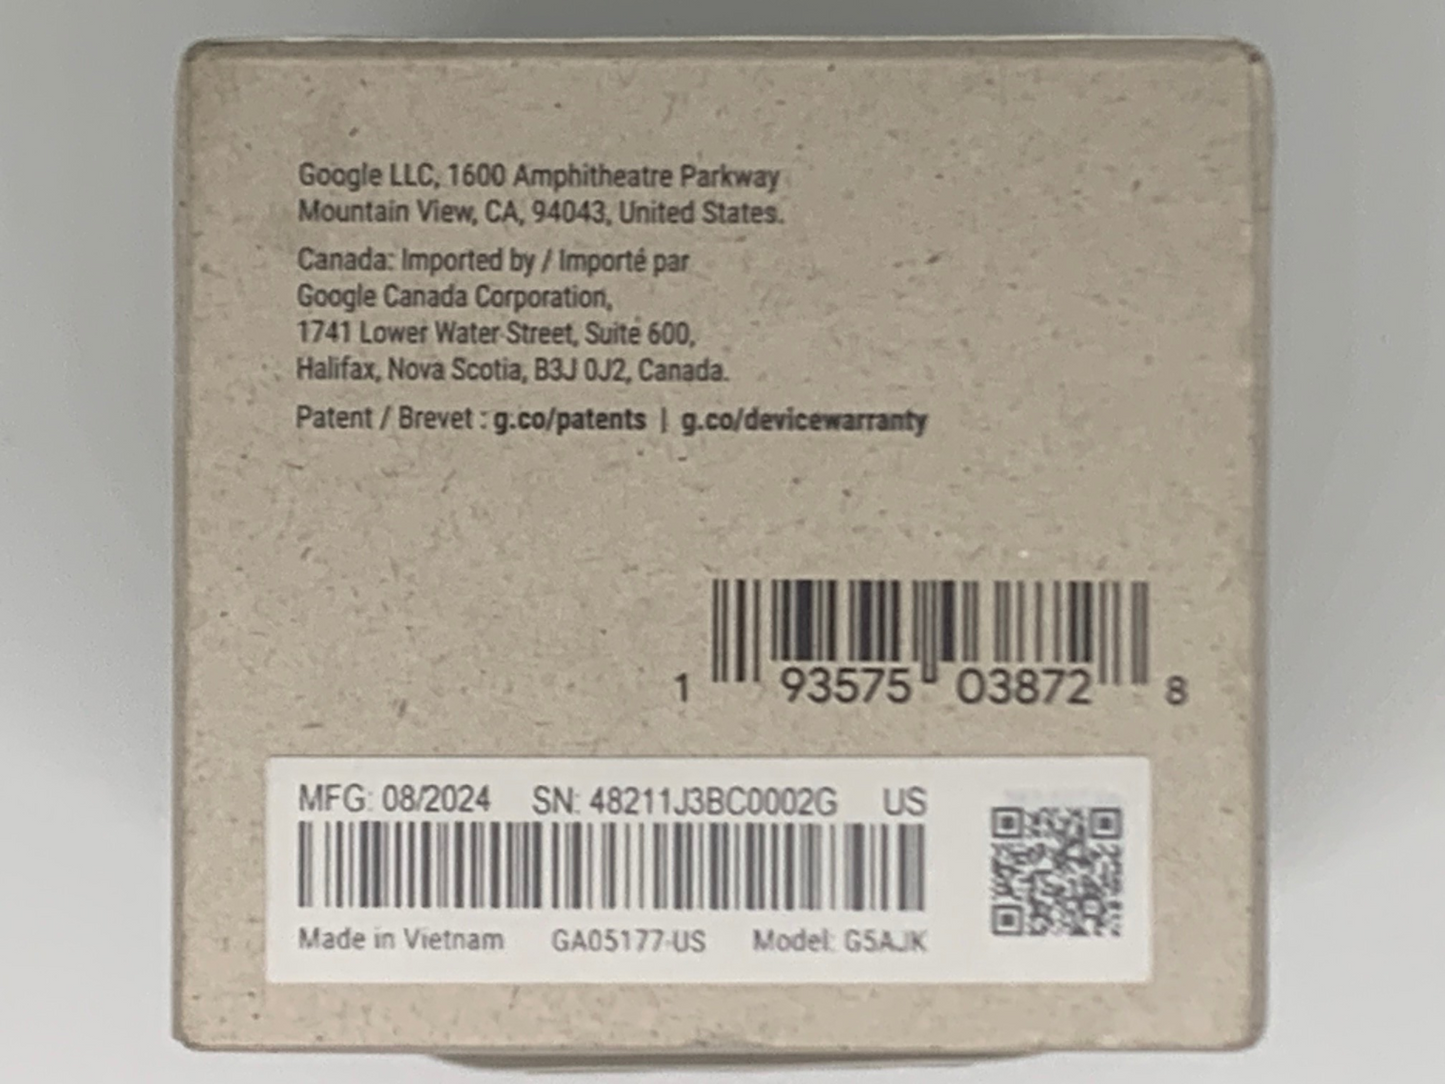 Google LLC, 1600 Amphitheatre Parkway
Mountain View, CA, 94043, United States.
Canada: Imported by / Importé par
Google Canada Corporation,
1741 Lower Water Street, Suite 600,
Halifax, Nova Scotia, B3J 0J2, Canada.
Patent / Brevet : g.co/patents | g.co/devicewarranty
1 93575 03872 8
MFG: 08/2024 SN: 48211J3BC0002G US
Made in Vietnam GA05177-US Model: G5AJK